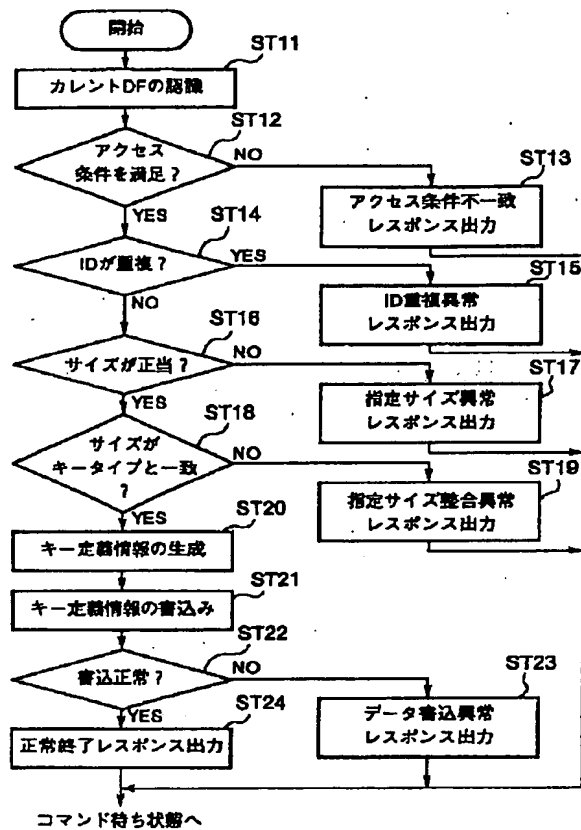 開始
ST11
カレントDFの認識
ST12
アクセス
条件を満足?
NO
YES
ST13
アクセス条件不一致
レスポンス出力
ST14
IDが重複?
YES
NO
ST15
ID重複異常
レスポンス出力
ST16
サイズが正当?
NO
YES
ST17
指定サイズ異常
レスポンス出力
ST18
サイズが
キータイプと一致
?
NO
YES
ST19
指定サイズ整合異常
レスポンス出力
ST20
キー定義情報の生成
ST21
キー定義情報の書込み
ST22
書込正常?
NO
YES
ST23
データ書込異常
レスポンス出力
ST24
正常終了レスポンス出力
コマンド待ち状態へ